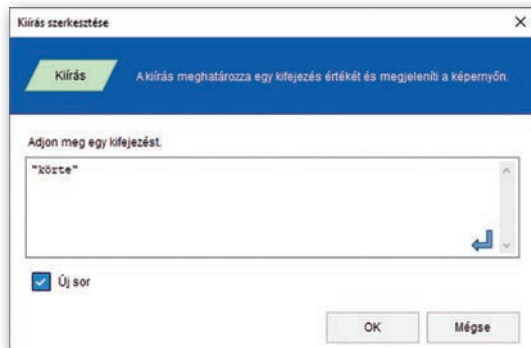 Kiírás szerkesztése
Kiírás
A kiírás meghatározza egy kifejezés értékét és megjeleníti a képernyőn.
Adjon meg egy kifejezést.
"körte"
Új sor
OK
Mégse